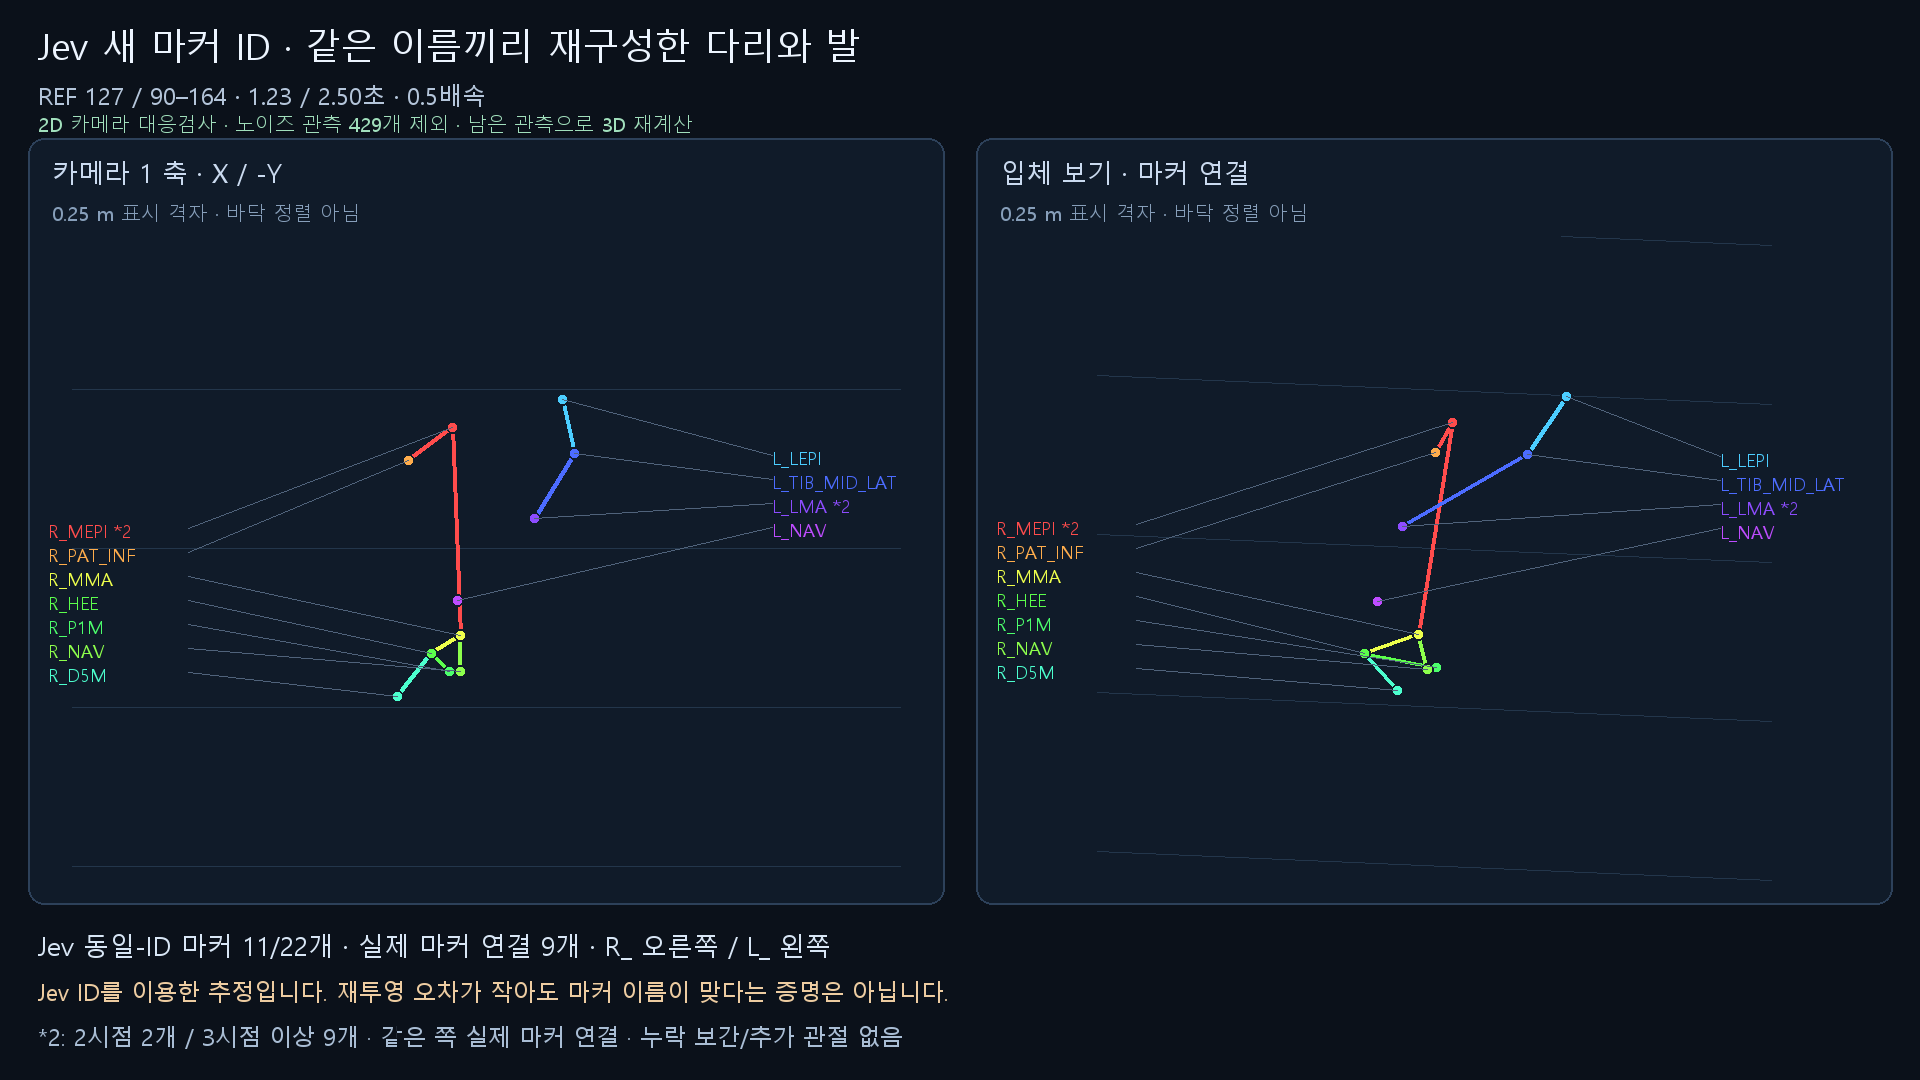 Jev 새 마커 ID · 같은 이름끼리 재구성한 다리와 발
REF 127 / 90–164 · 1.23 / 2.50초 · 0.5배속
2D 카메라 대응검사 · 노이즈 관측 429개 제외 · 남은 관측으로 3D 재계산
카메라 1 축 · X / -Y
0.25 m 표시 격자 · 바닥 정렬 아님
L_LEPI
L_TIB_MID_LAT
L_LMA *2
L_NAV
R_MEPI *2
R_PAT_INF
R_MMA
R_HEE
R_P1M
R_NAV
R_D5M
입체 보기 · 마커 연결
0.25 m 표시 격자 · 바닥 정렬 아님
L_LEPI
L_TIB_MID_LAT
L_LMA *2
L_NAV
R_MEPI *2
R_PAT_INF
R_MMA
R_HEE
R_P1M
R_NAV
R_D5M
Jev 동일-ID 마커 11/22개 · 실제 마커 연결 9개 · R_ 오른쪽 / L_ 왼쪽
Jev ID를 이용한 추정입니다. 재투영 오차가 작아도 마커 이름이 맞다는 증명은 아닙니다.
*2: 2시점 2개 / 3시점 이상 9개 · 같은 쪽 실제 마커 연결 · 누락 보간/추가 관절 없음